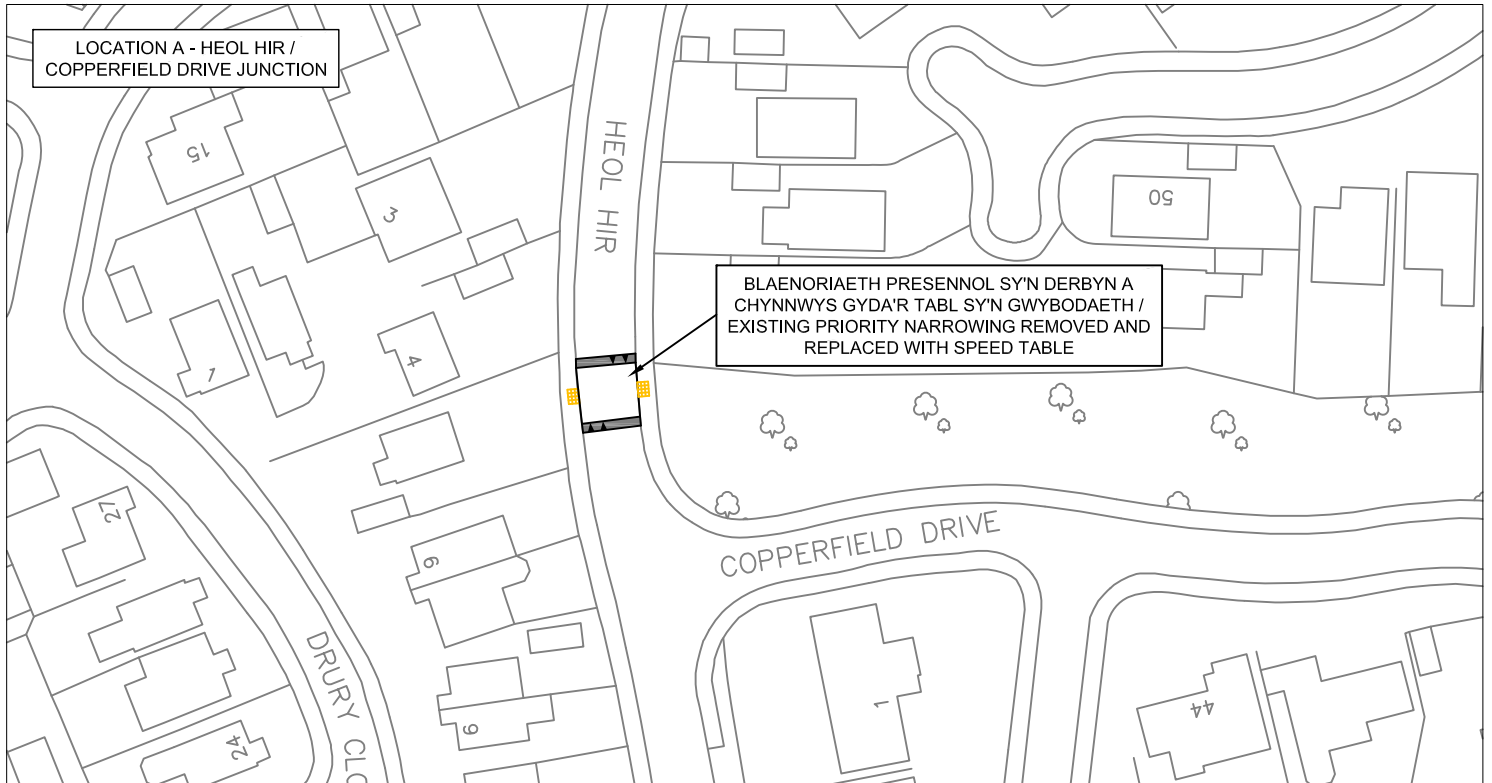 LOCATION A - HEOL HIR /
COPPERFIELD DRIVE JUNCTION
15
3
HEOL HIR
50
BLAENORIAETH PRESENNOL SY'N DERBYN A
CHYNNWYS GYDA'R TABL SY'N GWYBODAETH /
EXISTING PRIORITY NARROWING REMOVED AND
REPLACED WITH SPEED TABLE
1
4
27
6
COPPERFIELD DRIVE
DRURY CLO
9
1
44
24